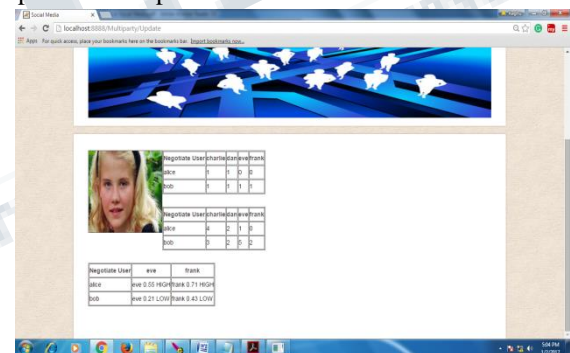 Social Media
localhost:8888/Multiparty/Update
Apps For quick access, place your bookmarks here on the bookmarks bar. Import bookmarks now...
Negotiate User charlie dan eve frank
alice 1 1 0 0
bob 1 1 1 1
Negotiate User charlie dan eve frank
alice 4 2 1 0
bob 3 2 5 2
Negotiate User eve frank
alice eve 0.55 HIGH frank 0.71 HIGH
bob eve 0.21 LOW frank 0.43 LOW
5:04 PM